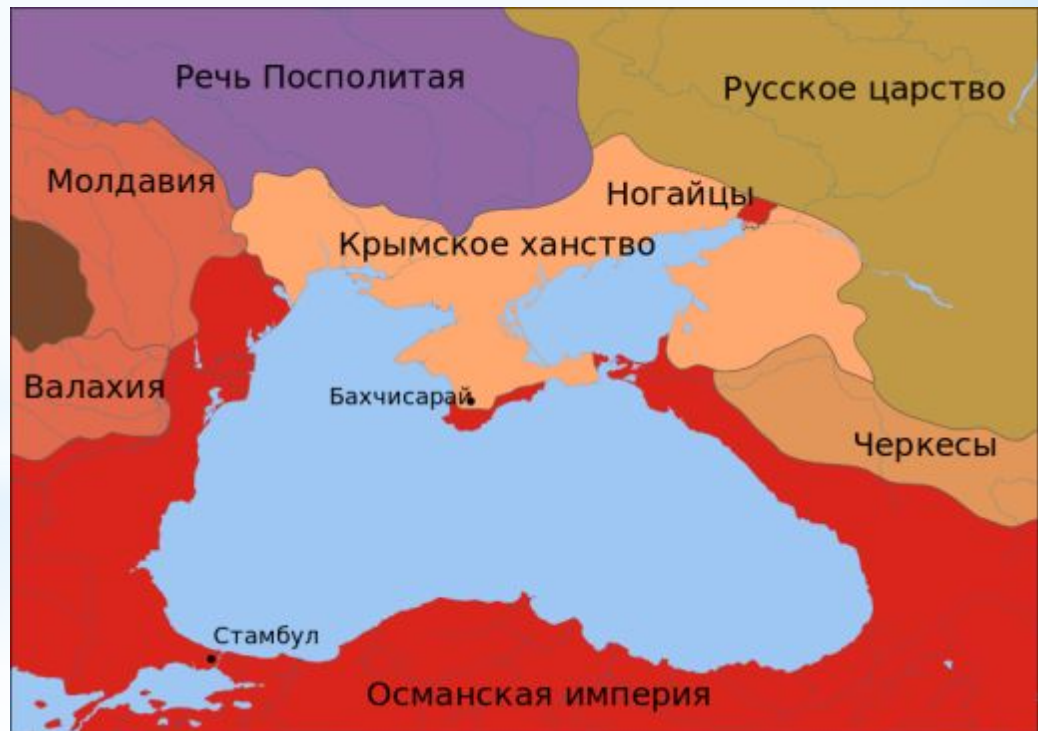 Речь Посполитая
Русское царство
Молдавия
Ногайцы
Крымское ханство
Валахия
Бахчисарай
Черкесы
Стамбул
Османская империя